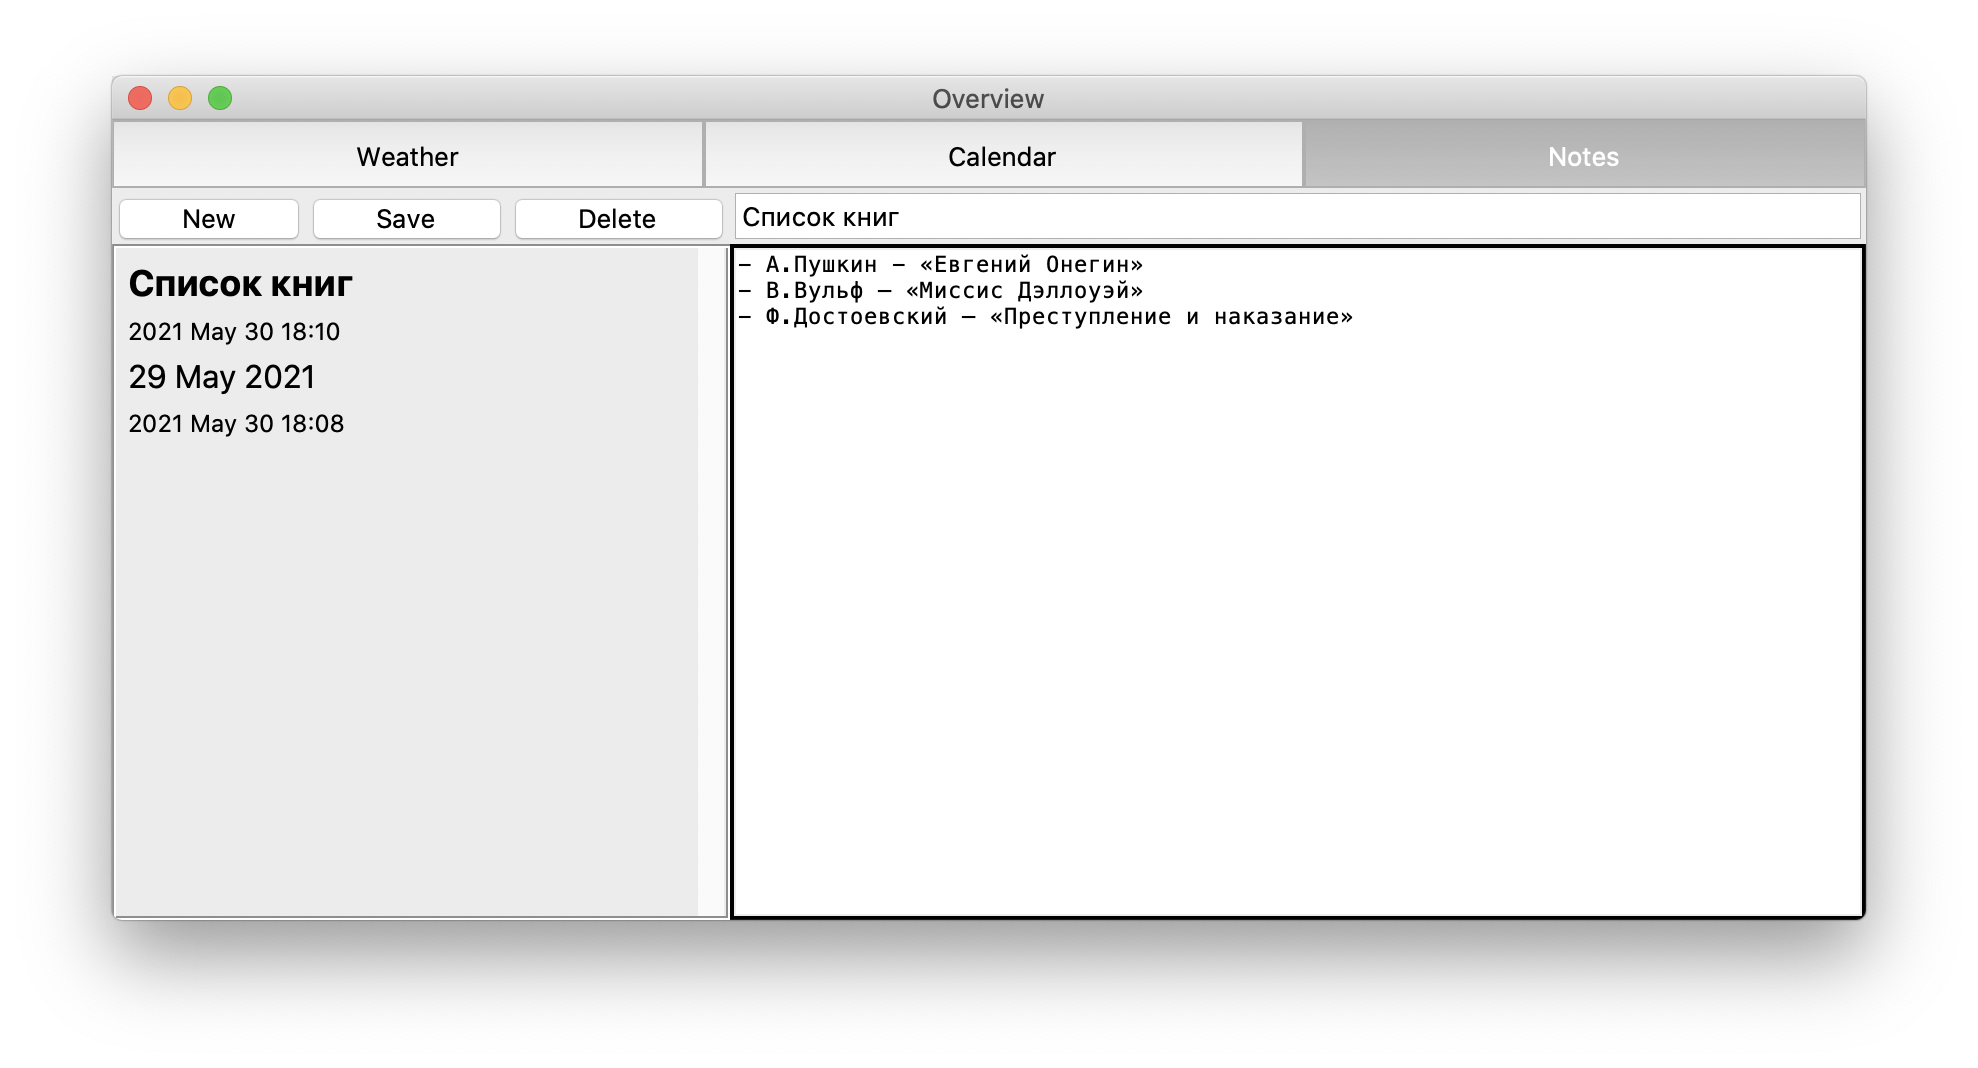 Overview
Weather
Calendar
Notes
New
Save
Delete
Список книг
Список книг
2021 May 30 18:10
29 May 2021
2021 May 30 18:08
– А.Пушкин – «Евгений Онегин»
– В.Вульф – «Миссис Дэллоуэй»
– Ф.Достоевский – «Преступление и наказание»